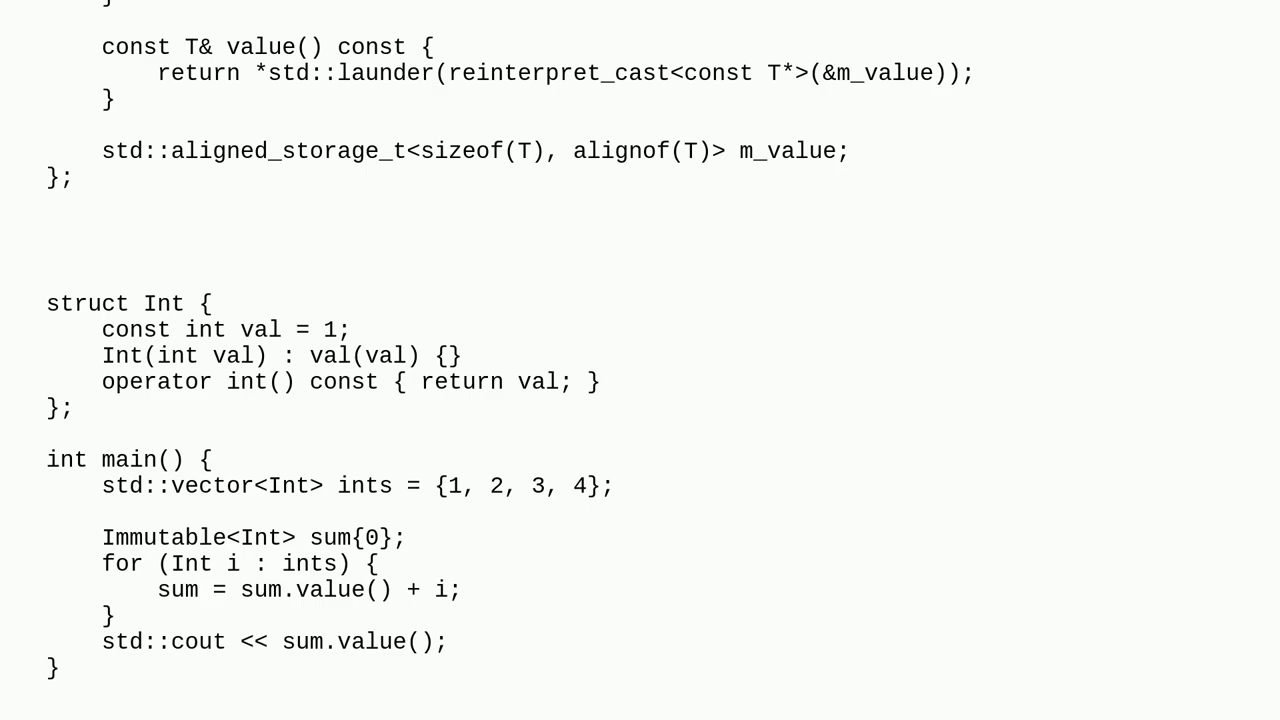 }
const T& value() const {
return *std::launder(reinterpret_cast<const T*>(&m_value));
}
std::aligned_storage_t<sizeof(T), alignof(T)> m_value;
};
struct Int {
const int val = 1;
Int(int val) : val(val) {}
operator int() const { return val; }
};
int main() {
std::vector<Int> ints = {1, 2, 3, 4};
Immutable<Int> sum{0};
for (Int i : ints) {
sum = sum.value() + i;
}
std::cout << sum.value();
}